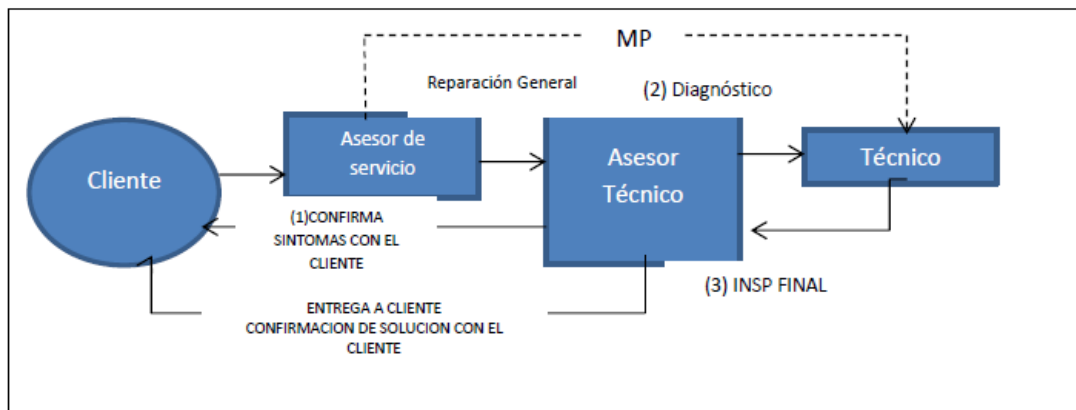 MP
Reparación General
(2) Diagnóstico
Cliente
Asesor de
servicio
Asesor
Técnico
Técnico
(1)CONFIRMA
SINTOMAS CON EL
CLIENTE
(3) INSP FINAL
ENTREGA A CLIENTE
CONFIRMACION DE SOLUCION CON EL
CLIENTE